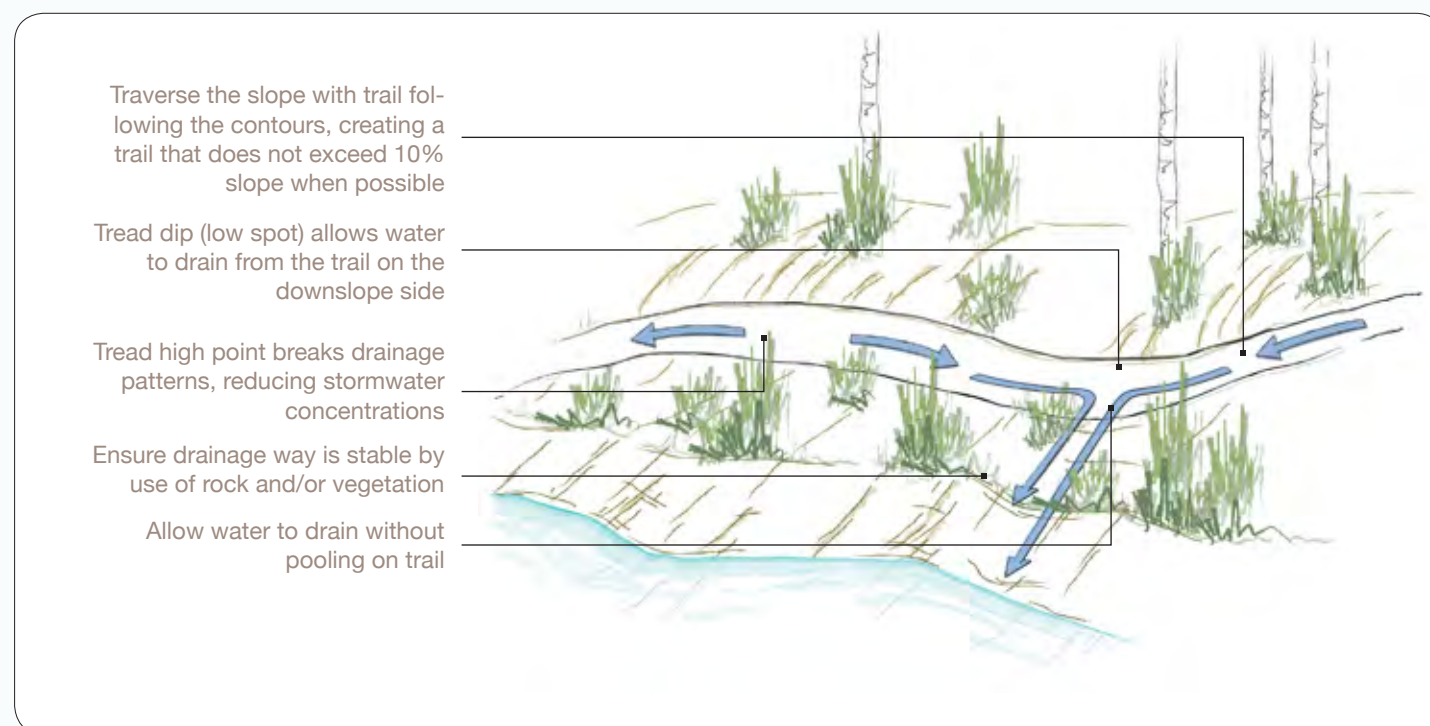 Traverse the slope with trail fol-
lowing the contours, creating a
trail that does not exceed 10%
slope when possible
Tread dip (low spot) allows water
to drain from the trail on the
downslope side
Tread high point breaks drainage
patterns, reducing stormwater
concentrations
Ensure drainage way is stable by
use of rock and/or vegetation
Allow water to drain without
pooling on trail